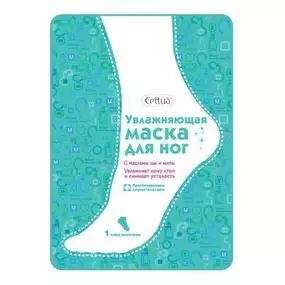 Cettua
Увлажняющая
маска
для ног
С маслами ши и мяты
Увлажняет кожу стоп
и снимает усталость
Протестировано
дерматологами
1 пара носочков